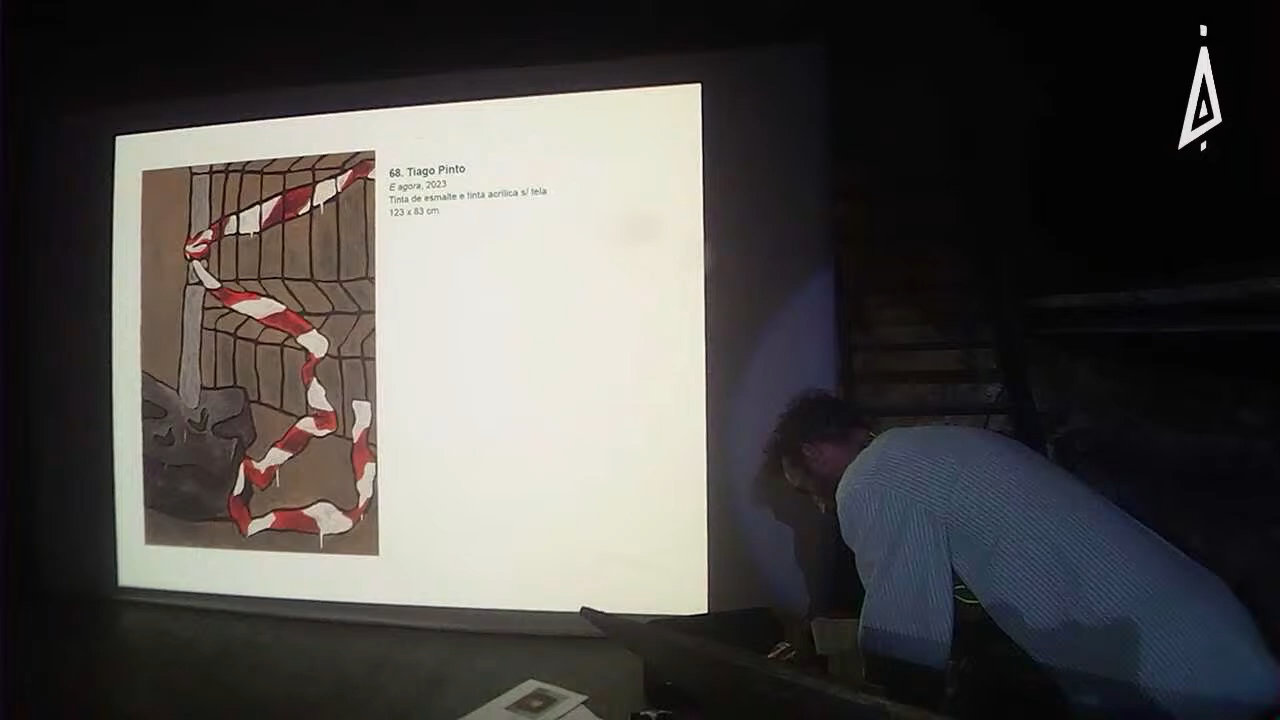 68. Tiago Pinto
E agora, 2023
Tinta de esmalte e tinta acrílica s/ tela
123 x 83 cm